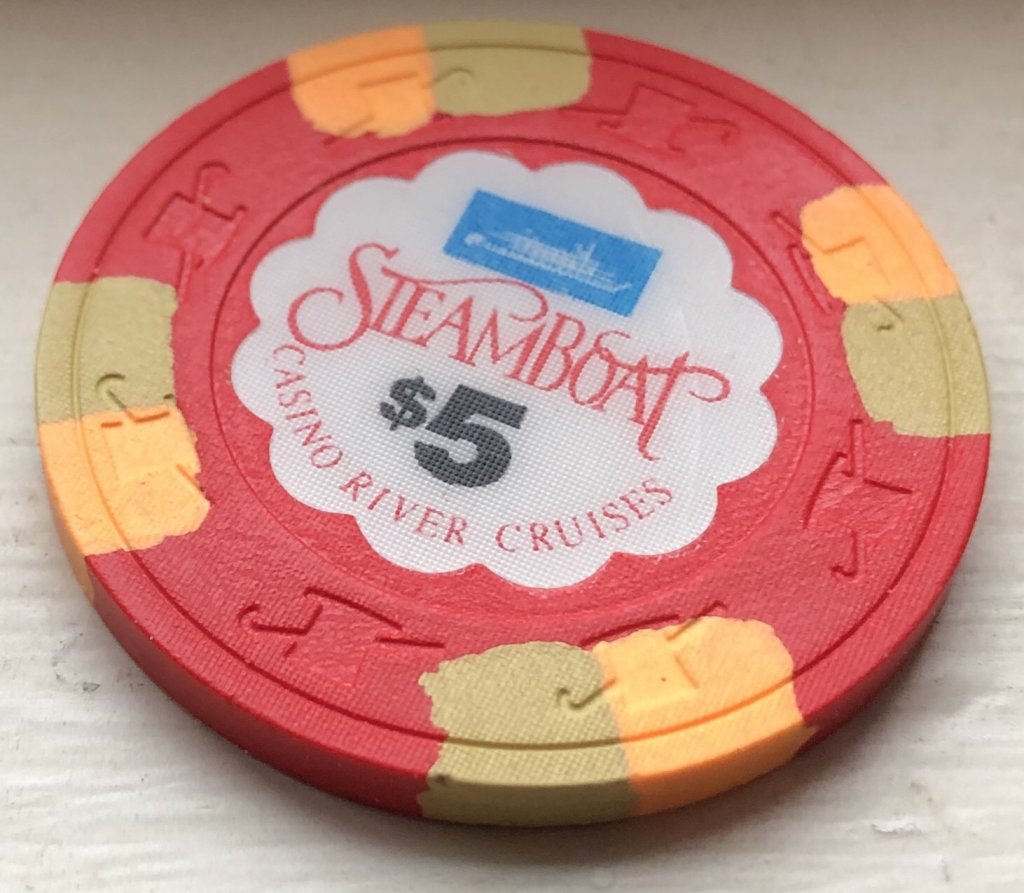 STEAMBOAT
$5
CASINO RIVER CRUISES